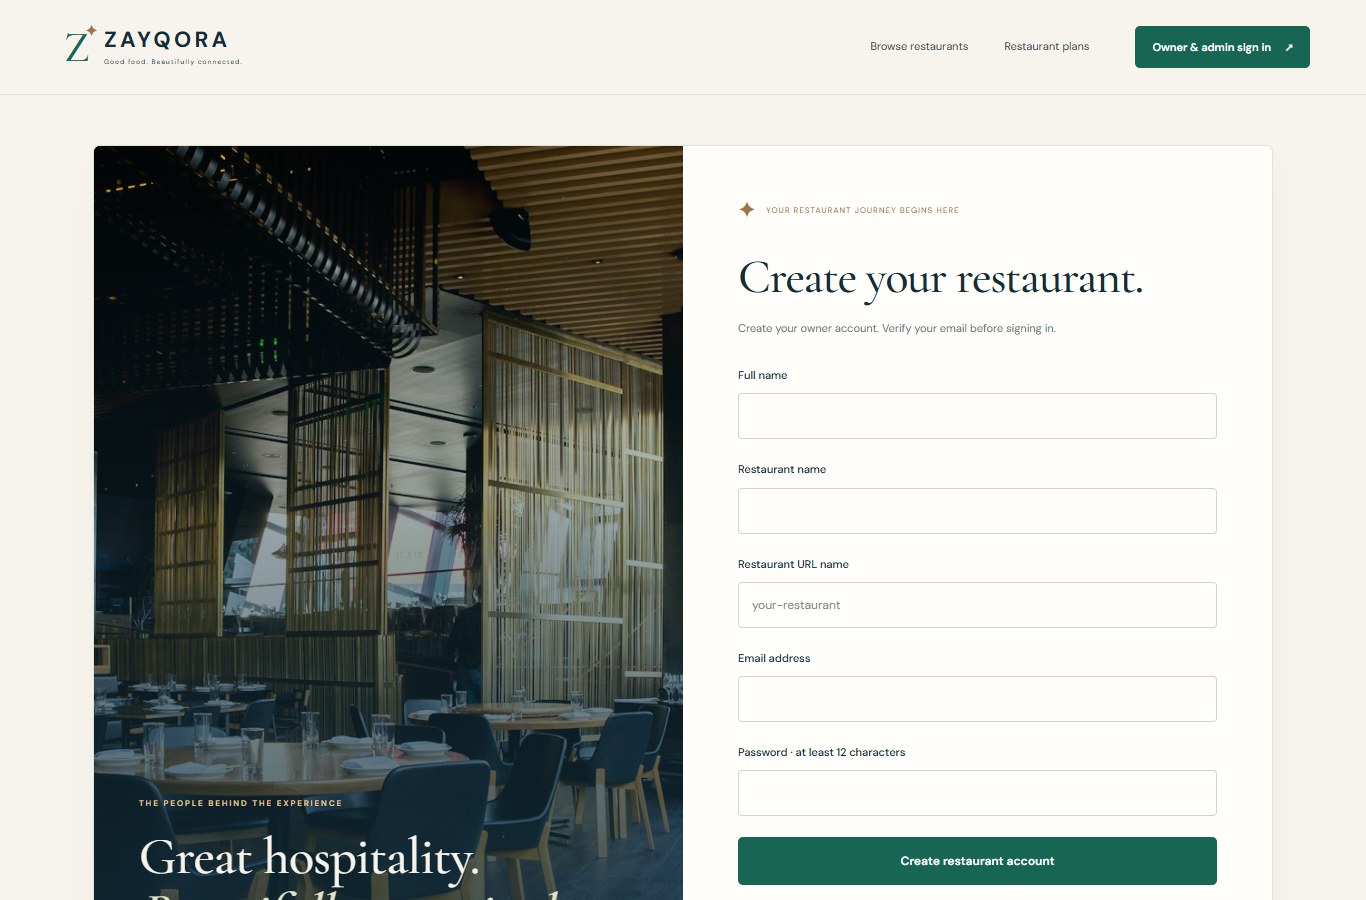 ZAYQORA
Good food. Beautifully connected.
Browse restaurants
Restaurant plans
Owner & admin sign in ↗
THE PEOPLE BEHIND THE EXPERIENCE
Great hospitality.
YOUR RESTAURANT JOURNEY BEGINS HERE
Create your restaurant.
Create your owner account. Verify your email before signing in.
Full name
Restaurant name
Restaurant URL name
your-restaurant
Email address
Password · at least 12 characters
Create restaurant account